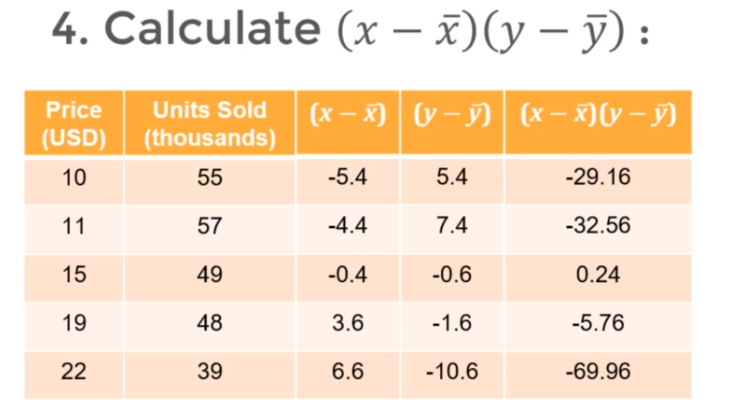 4. Calculate (x − x̄)(y − ȳ) :
Price (USD) Units Sold (thousands) (x − x̄) (y − ȳ) (x − x̄)(y − ȳ)
10 55 -5.4 5.4 -29.16
11 57 -4.4 7.4 -32.56
15 49 -0.4 -0.6 0.24
19 48 3.6 -1.6 -5.76
22 39 6.6 -10.6 -69.96